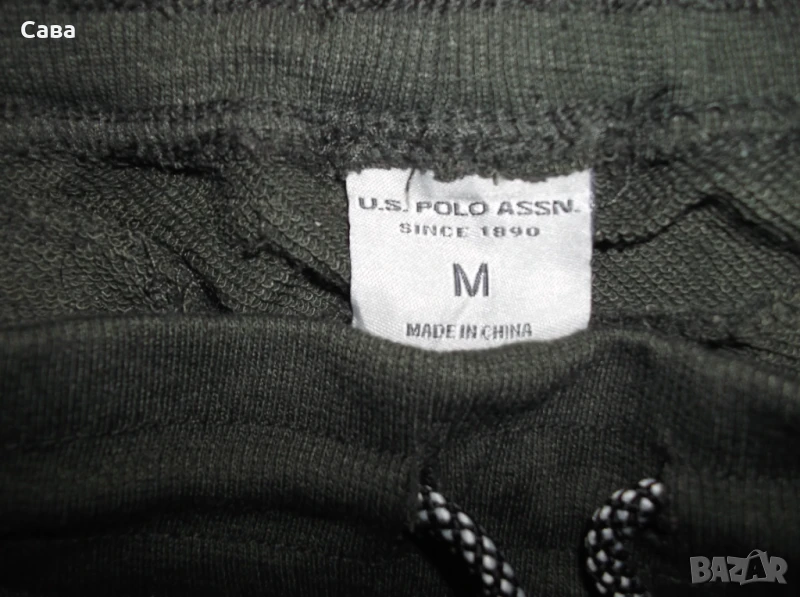 Сава
U.S. POLO ASSN.
SINCE 1890
M
MADE IN CHINA
BAZAR